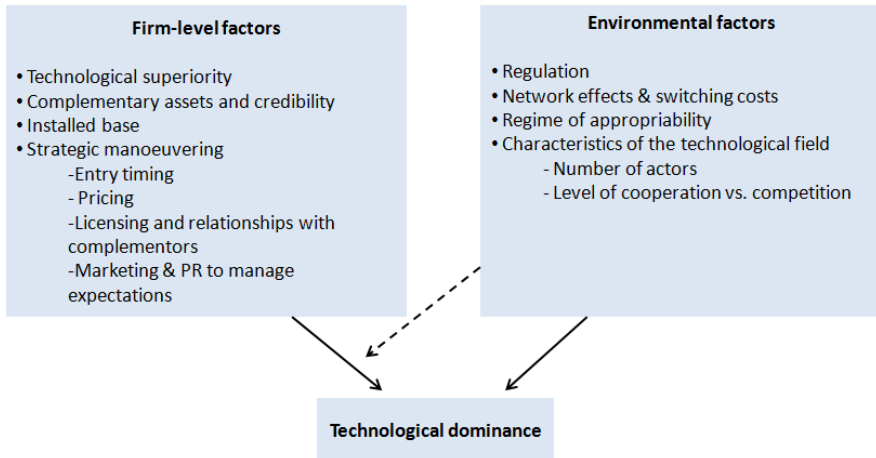 Firm-level factors
• Technological superiority
• Complementary assets and credibility
• Installed base
• Strategic manoeuvering
-Entry timing
- Pricing
-Licensing and relationships with
complementors
-Marketing & PR to manage
expectations
Environmental factors
• Regulation
• Network effects & switching costs
• Regime of appropriability
• Characteristics of the technological field
- Number of actors
- Level of cooperation vs. competition
Technological dominance